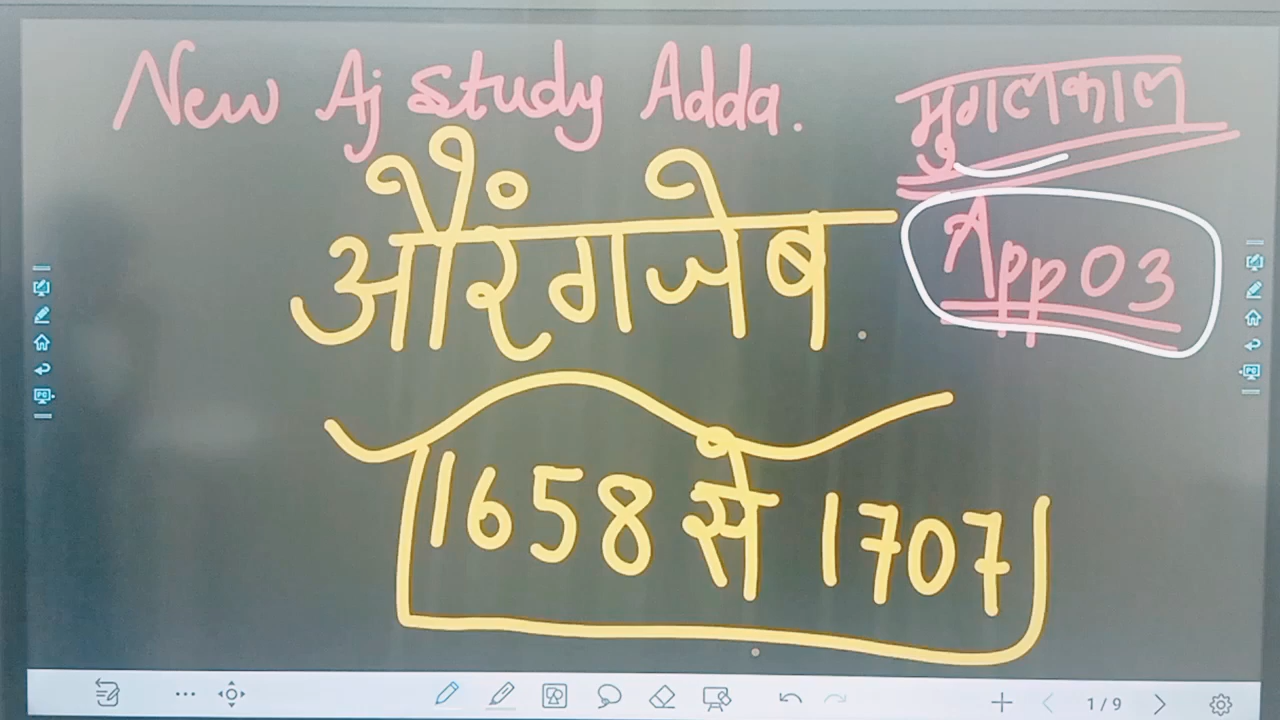 New Aj study Adda.
मुगलकाल
App 03
औरंगजेब
1658 से 1707
1/9